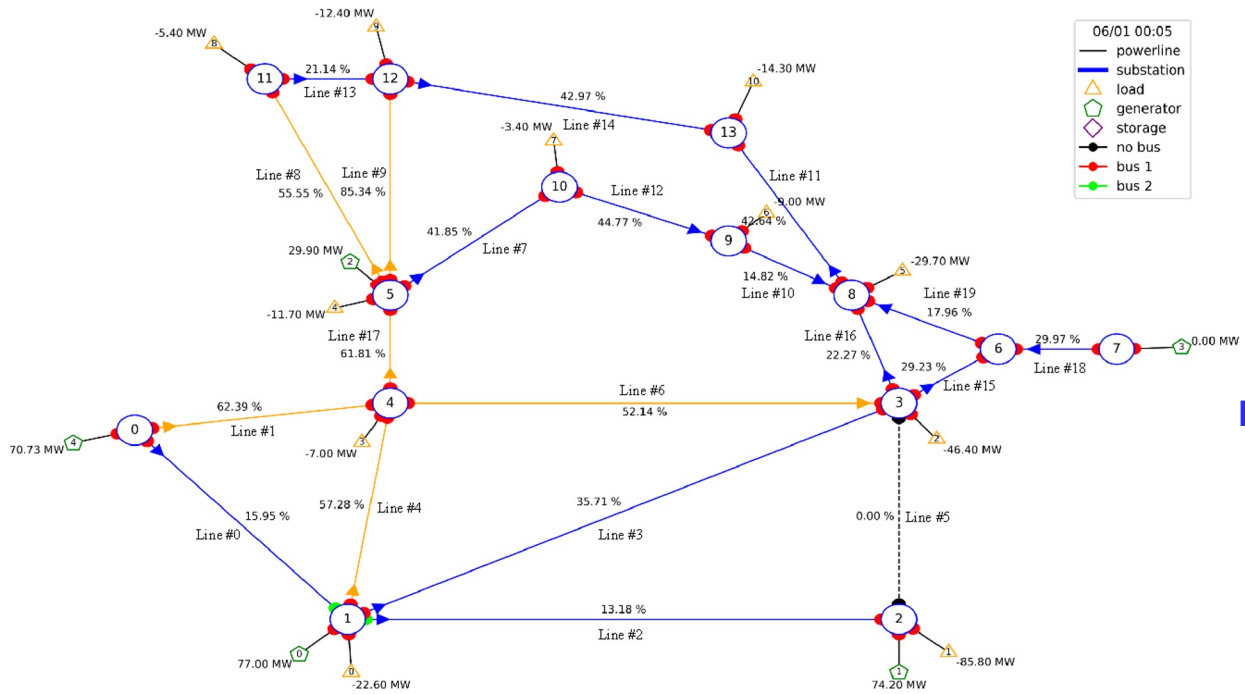 -12.40 MW
9
-5.40 MW
8
06/01 00:05
powerline
substation
load
generator
storage
no bus
bus 1
bus 2
11
21.14 %
Line #13
12
-14.30 MW
10
42.97 %
Line #14
13
-3.40 MW
7
Line #8
55.55 %
Line #9
85.34 %
10
Line #12
44.77 %
Line #11
-9.00 MW
6
42.64 %
9
29.90 MW
2
41.85 %
Line #7
5
4
-11.70 MW
14.82 %
Line #10
8
-29.70 MW
5
Line #19
17.96 %
Line #17
61.81 %
Line #16
22.27 %
6
29.97 %
Line #18
7
3
0.00 MW
29.23 %
Line #15
Line #6
52.14 %
4
3
62.39 %
Line #1
0
4
70.73 MW
3
-7.00 MW
2
-46.40 MW
57.28 %
Line #4
35.71 %
Line #3
15.95 %
Line #0
0.00 %
Line #5
1
13.18 %
Line #2
2
77.00 MW
0
0
-22.60 MW
1
-85.80 MW
1
74.20 MW